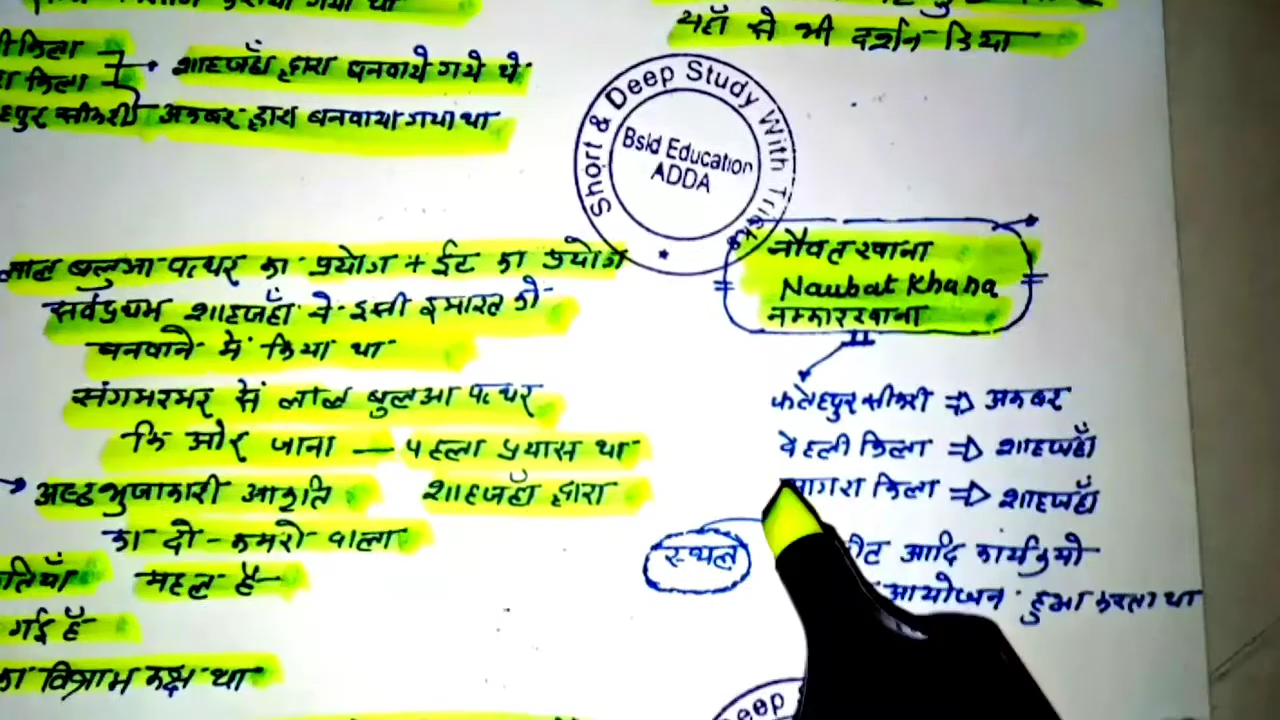 शाहजहाँ द्वारा बनवाये गये थे
अकबर द्वारा बनवाया गया था
यहाँ से भी दर्शन किया
Short & Deep Study With Tricks
Bsld Education
ADDA
लाल बलुआ पत्थर का प्रयोग + ईंट का प्रयोग
सर्वप्रथम शाहजहाँ ने इसी इमारत को
बनवाने में किया था
संगमरमर से लाल बुलआ पत्थर
कि ओर जाना — पहला प्रयास था
शाहजहाँ द्वारा
अष्टभुजाकारी आकृति
का दो-कमरो वाला
महल है
गई है
का विश्राम कक्ष था
नौबतखाना
Naubat Khana
नक्कारखाना
फतेहपुर सीकरी ⇒ अकबर
देहली किला ⇒ शाहजहाँ
आगरा किला ⇒ शाहजहाँ
स्थल
आदि कार्यक्रमो
आयोजन हुआ करता था
Deep